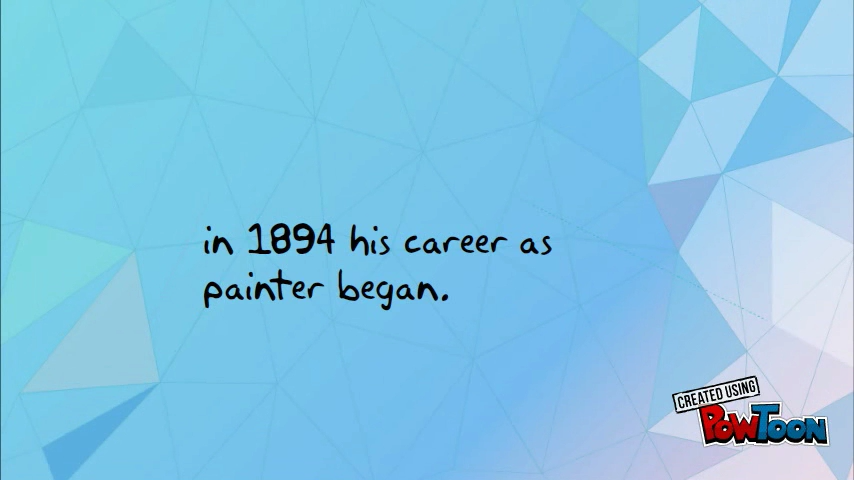 in 1894 his career as
painter began.
CREATED USING
POWTOON